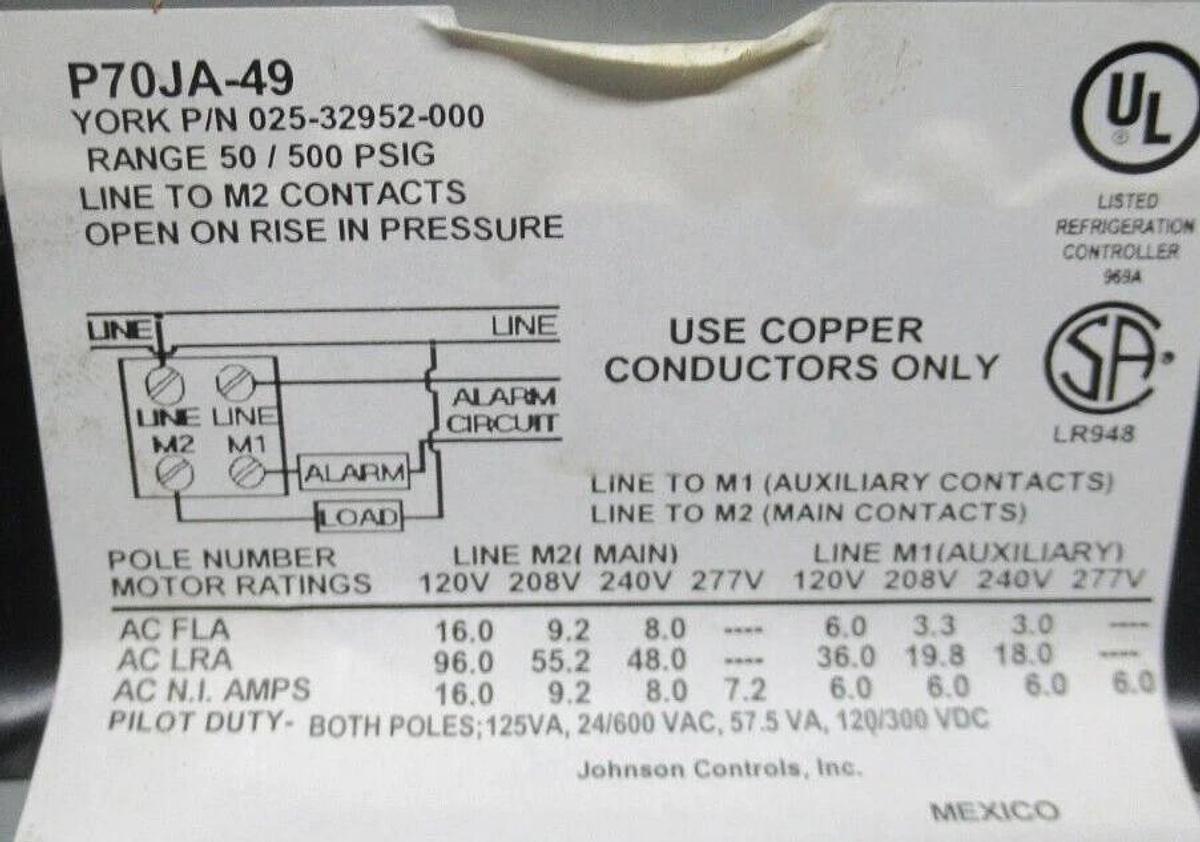 P70JA-49
YORK P/N 025-32952-000
RANGE 50 / 500 PSIG
LINE TO M2 CONTACTS
OPEN ON RISE IN PRESSURE
UL
®
LISTED
REFRIGERATION
CONTROLLER
969A
LINE LINE
LINE LINE
M2 M1
ALARM
CIRCUIT
ALARM
LOAD
USE COPPER
CONDUCTORS ONLY
SA®
LR948
LINE TO M1 (AUXILIARY CONTACTS)
LINE TO M2 (MAIN CONTACTS)
POLE NUMBER LINE M2( MAIN) LINE M1(AUXILIARY)
MOTOR RATINGS 120V 208V 240V 277V 120V 208V 240V 277V
AC FLA 16.0 9.2 8.0 ---- 6.0 3.3 3.0 ----
AC LRA 96.0 55.2 48.0 ---- 36.0 19.8 18.0 ----
AC N.I. AMPS 16.0 9.2 8.0 7.2 6.0 6.0 6.0 6.0
PILOT DUTY- BOTH POLES;125VA, 24/600 VAC, 57.5 VA, 120/300 VDC
Johnson Controls, Inc.
MEXICO